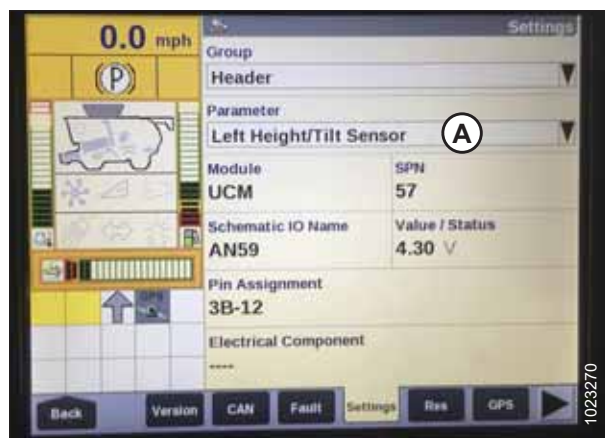 0.0 mph
(P)
Settings
Group
Header
Parameter
Left Height/Tilt Sensor
A
Module
UCM
SPN
57
Schematic IO Name
AN59
Value / Status
4.30 V
Pin Assignment
3B-12
Electrical Component
----
Back
Version
CAN
Fault
Settings
Res
GPS
1023270